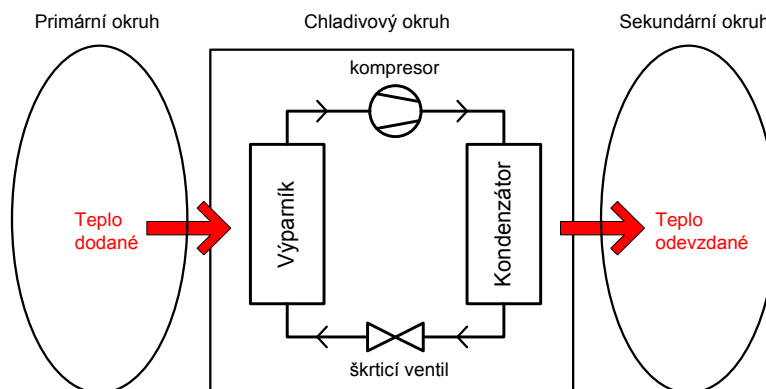 Primární okruh
Chladivový okruh
Sekundární okruh
kompresor
Teplo
dodané
Výparník
Kondenzátor
Teplo
odevzdané
škrticí ventil